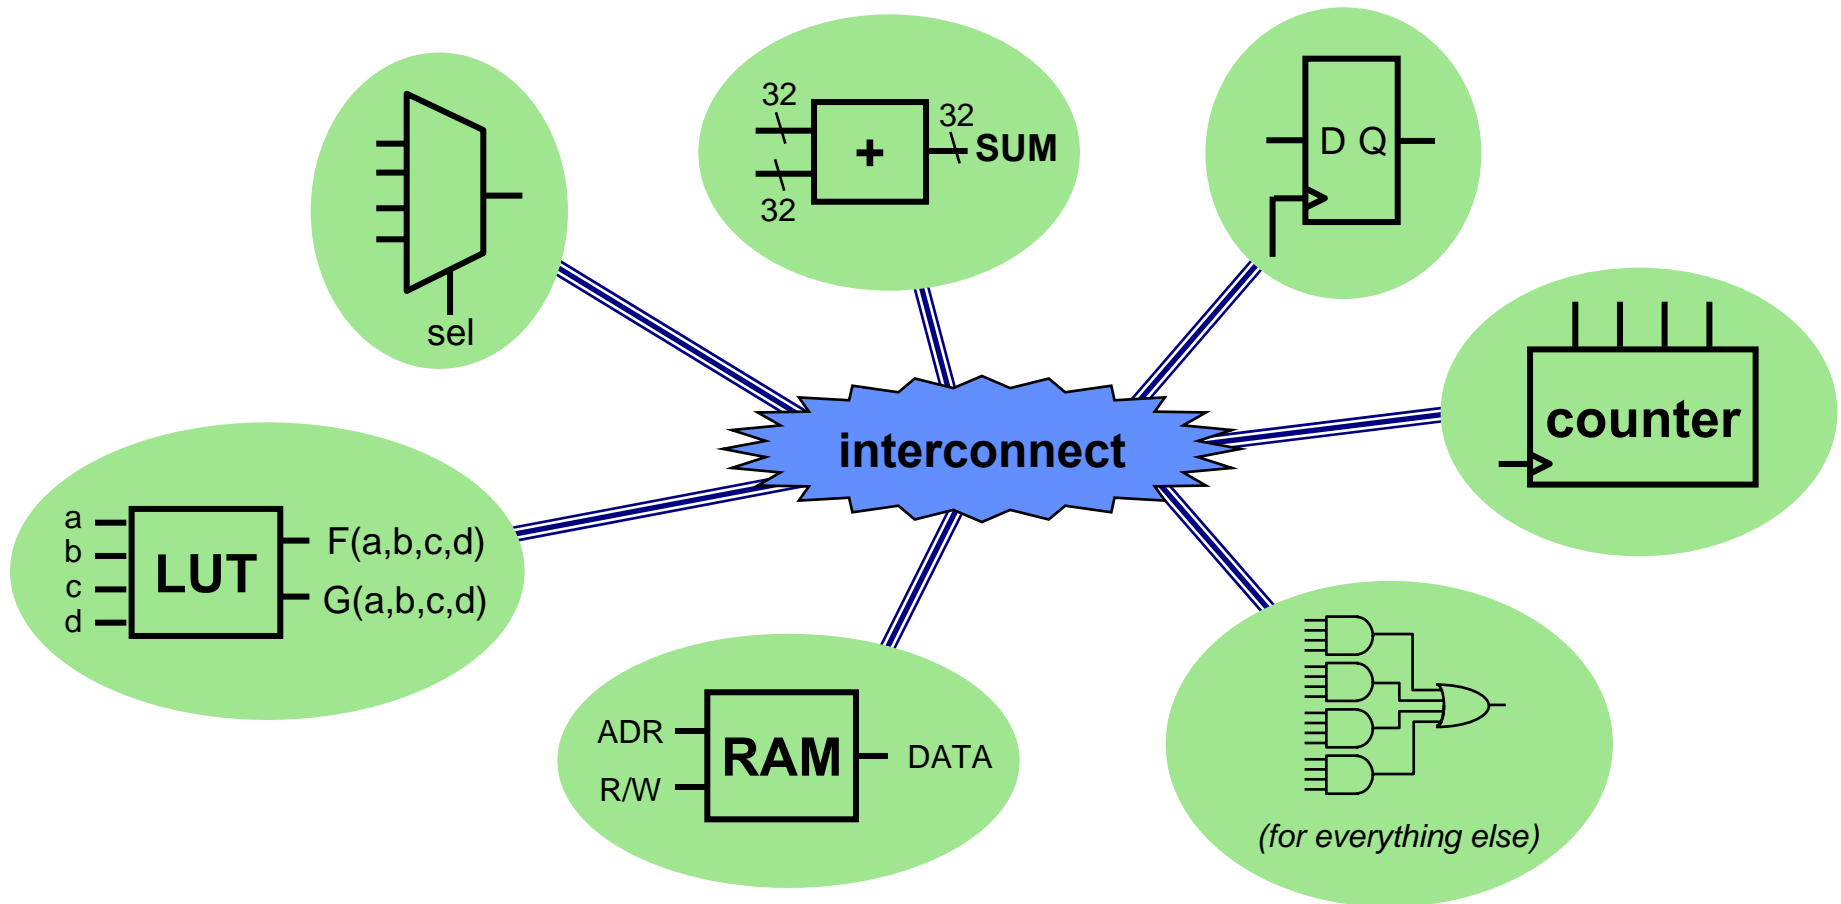 sel
32
32
+
32
SUM
D Q
counter
interconnect
a
b
c
d
LUT
F(a,b,c,d)
G(a,b,c,d)
ADR
R/W
RAM
DATA
(for everything else)